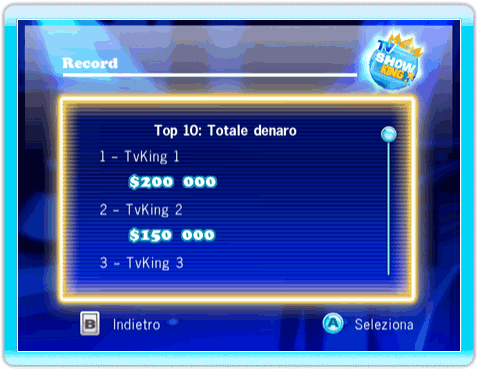 Record
TV
SHOW
KING
Top 10: Totale denaro
1 - TvKing 1
$200 000
2 - TvKing 2
$150 000
3 - TvKing 3
B Indietro
A Seleziona